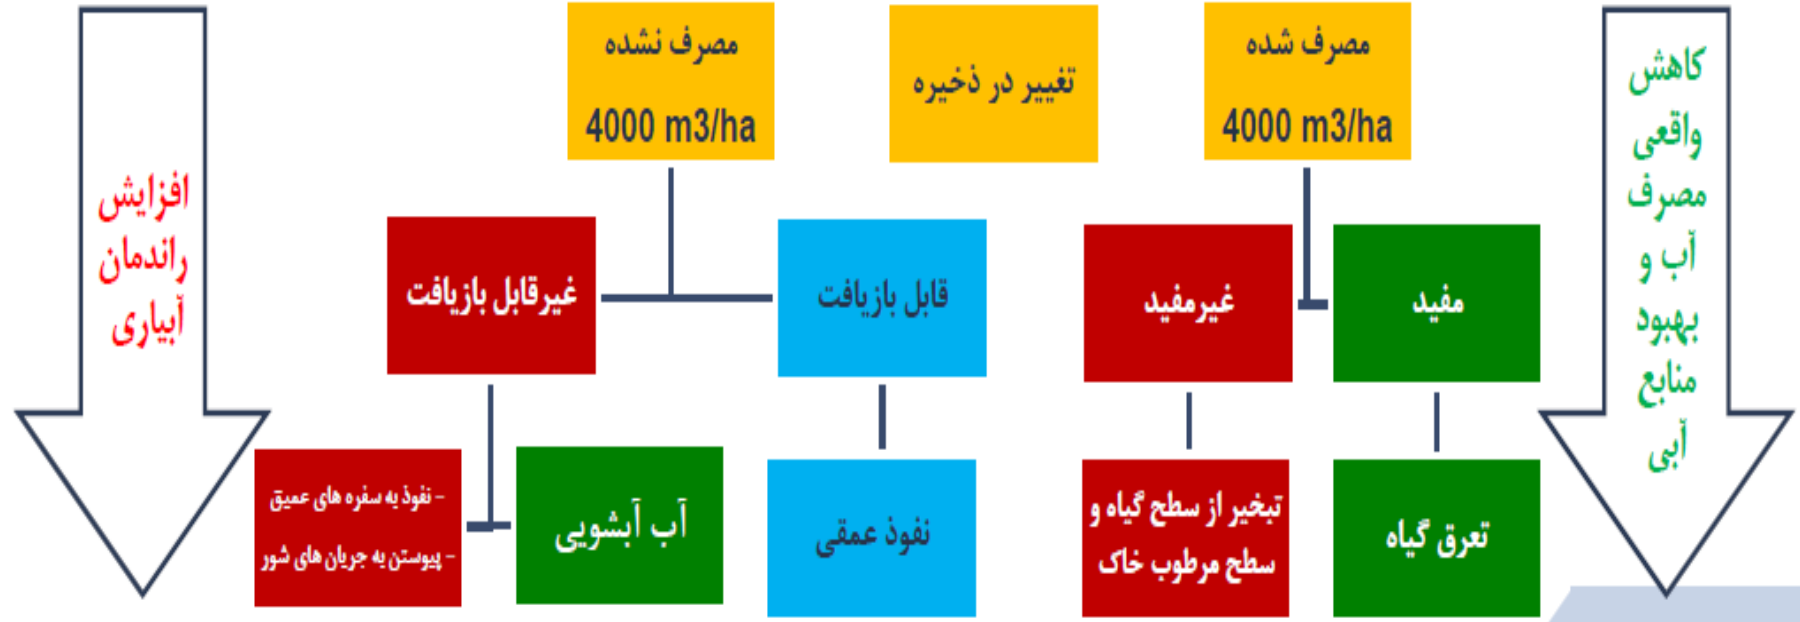 کاهش
واقعی
مصرف
آب و
بهبود
منابع
آبی
مصرف شده
4000 m3/ha
تغییر در ذخیره
مصرف نشده
4000 m3/ha
مفید
غیرمفید
قابل بازیافت
غیرقابل بازیافت
تعرق گیاه
تبخیر از سطح گیاه و
سطح مرطوب خاک
نفوذ عمقی
آب آبشویی
- نفوذ به سفره های عمیق
- پیوستن به جریان های شور
افزایش
راندمان
آبیاری